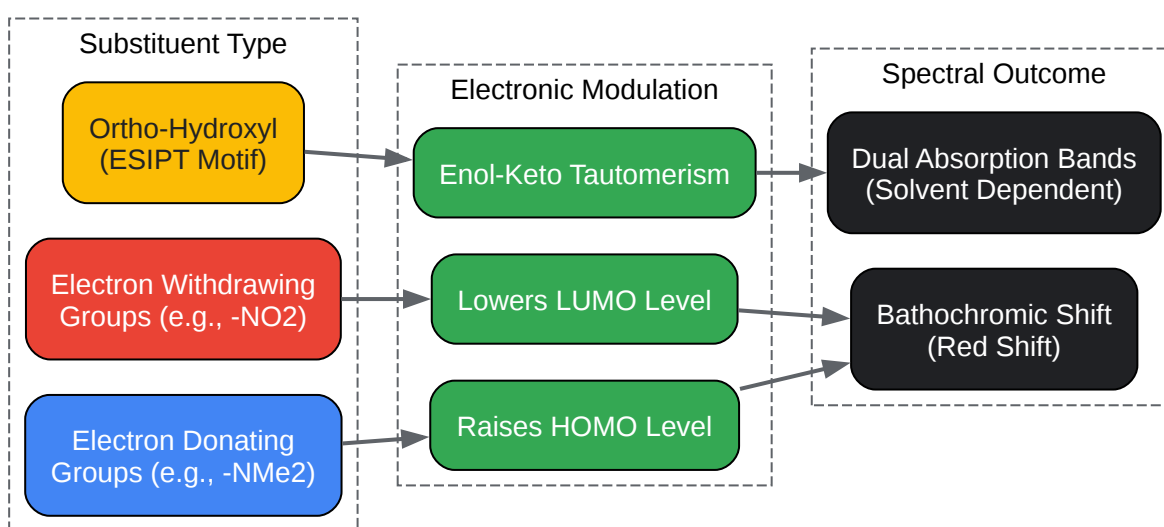 Substituent Type
Ortho-Hydroxyl
(ESIPT Motif)
Electron Withdrawing
Groups (e.g., -NO2)
Electron Donating
Groups (e.g., -NMe2)
Electronic Modulation
Enol-Keto Tautomerism
Lowers LUMO Level
Raises HOMO Level
Spectral Outcome
Dual Absorption Bands
(Solvent Dependent)
Bathochromic Shift
(Red Shift)